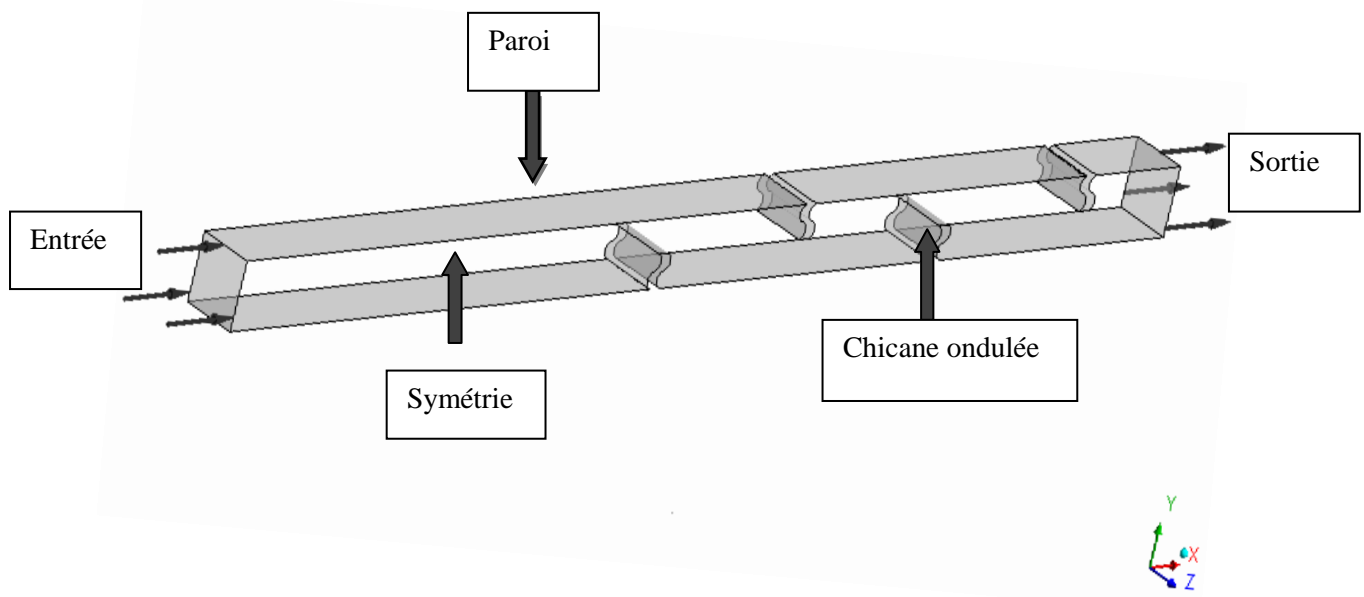 Paroi
Entrée
Sortie
Symétrie
Chicane ondulée
Y
X
Z